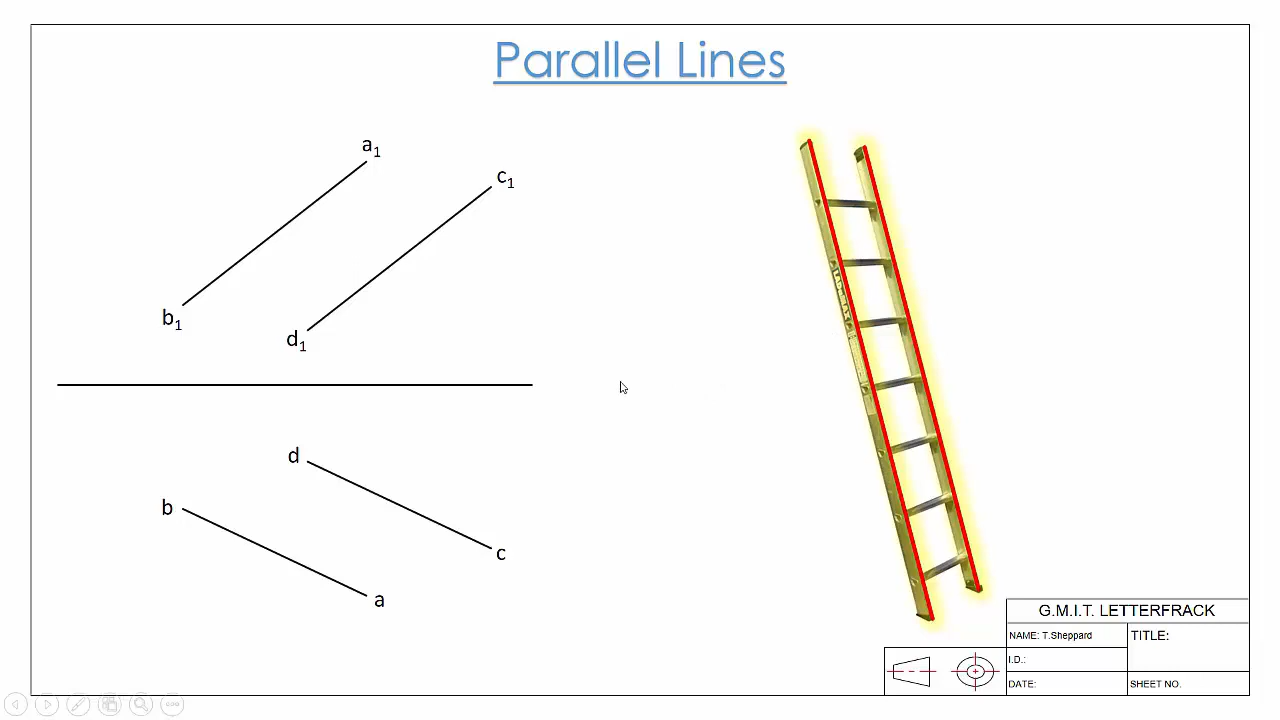 Parallel Lines
a1
c1
b1
d1
d
b
c
a
G.M.I.T. LETTERFRACK
NAME: T.Sheppard
TITLE:
I.D.:
DATE:
SHEET NO.